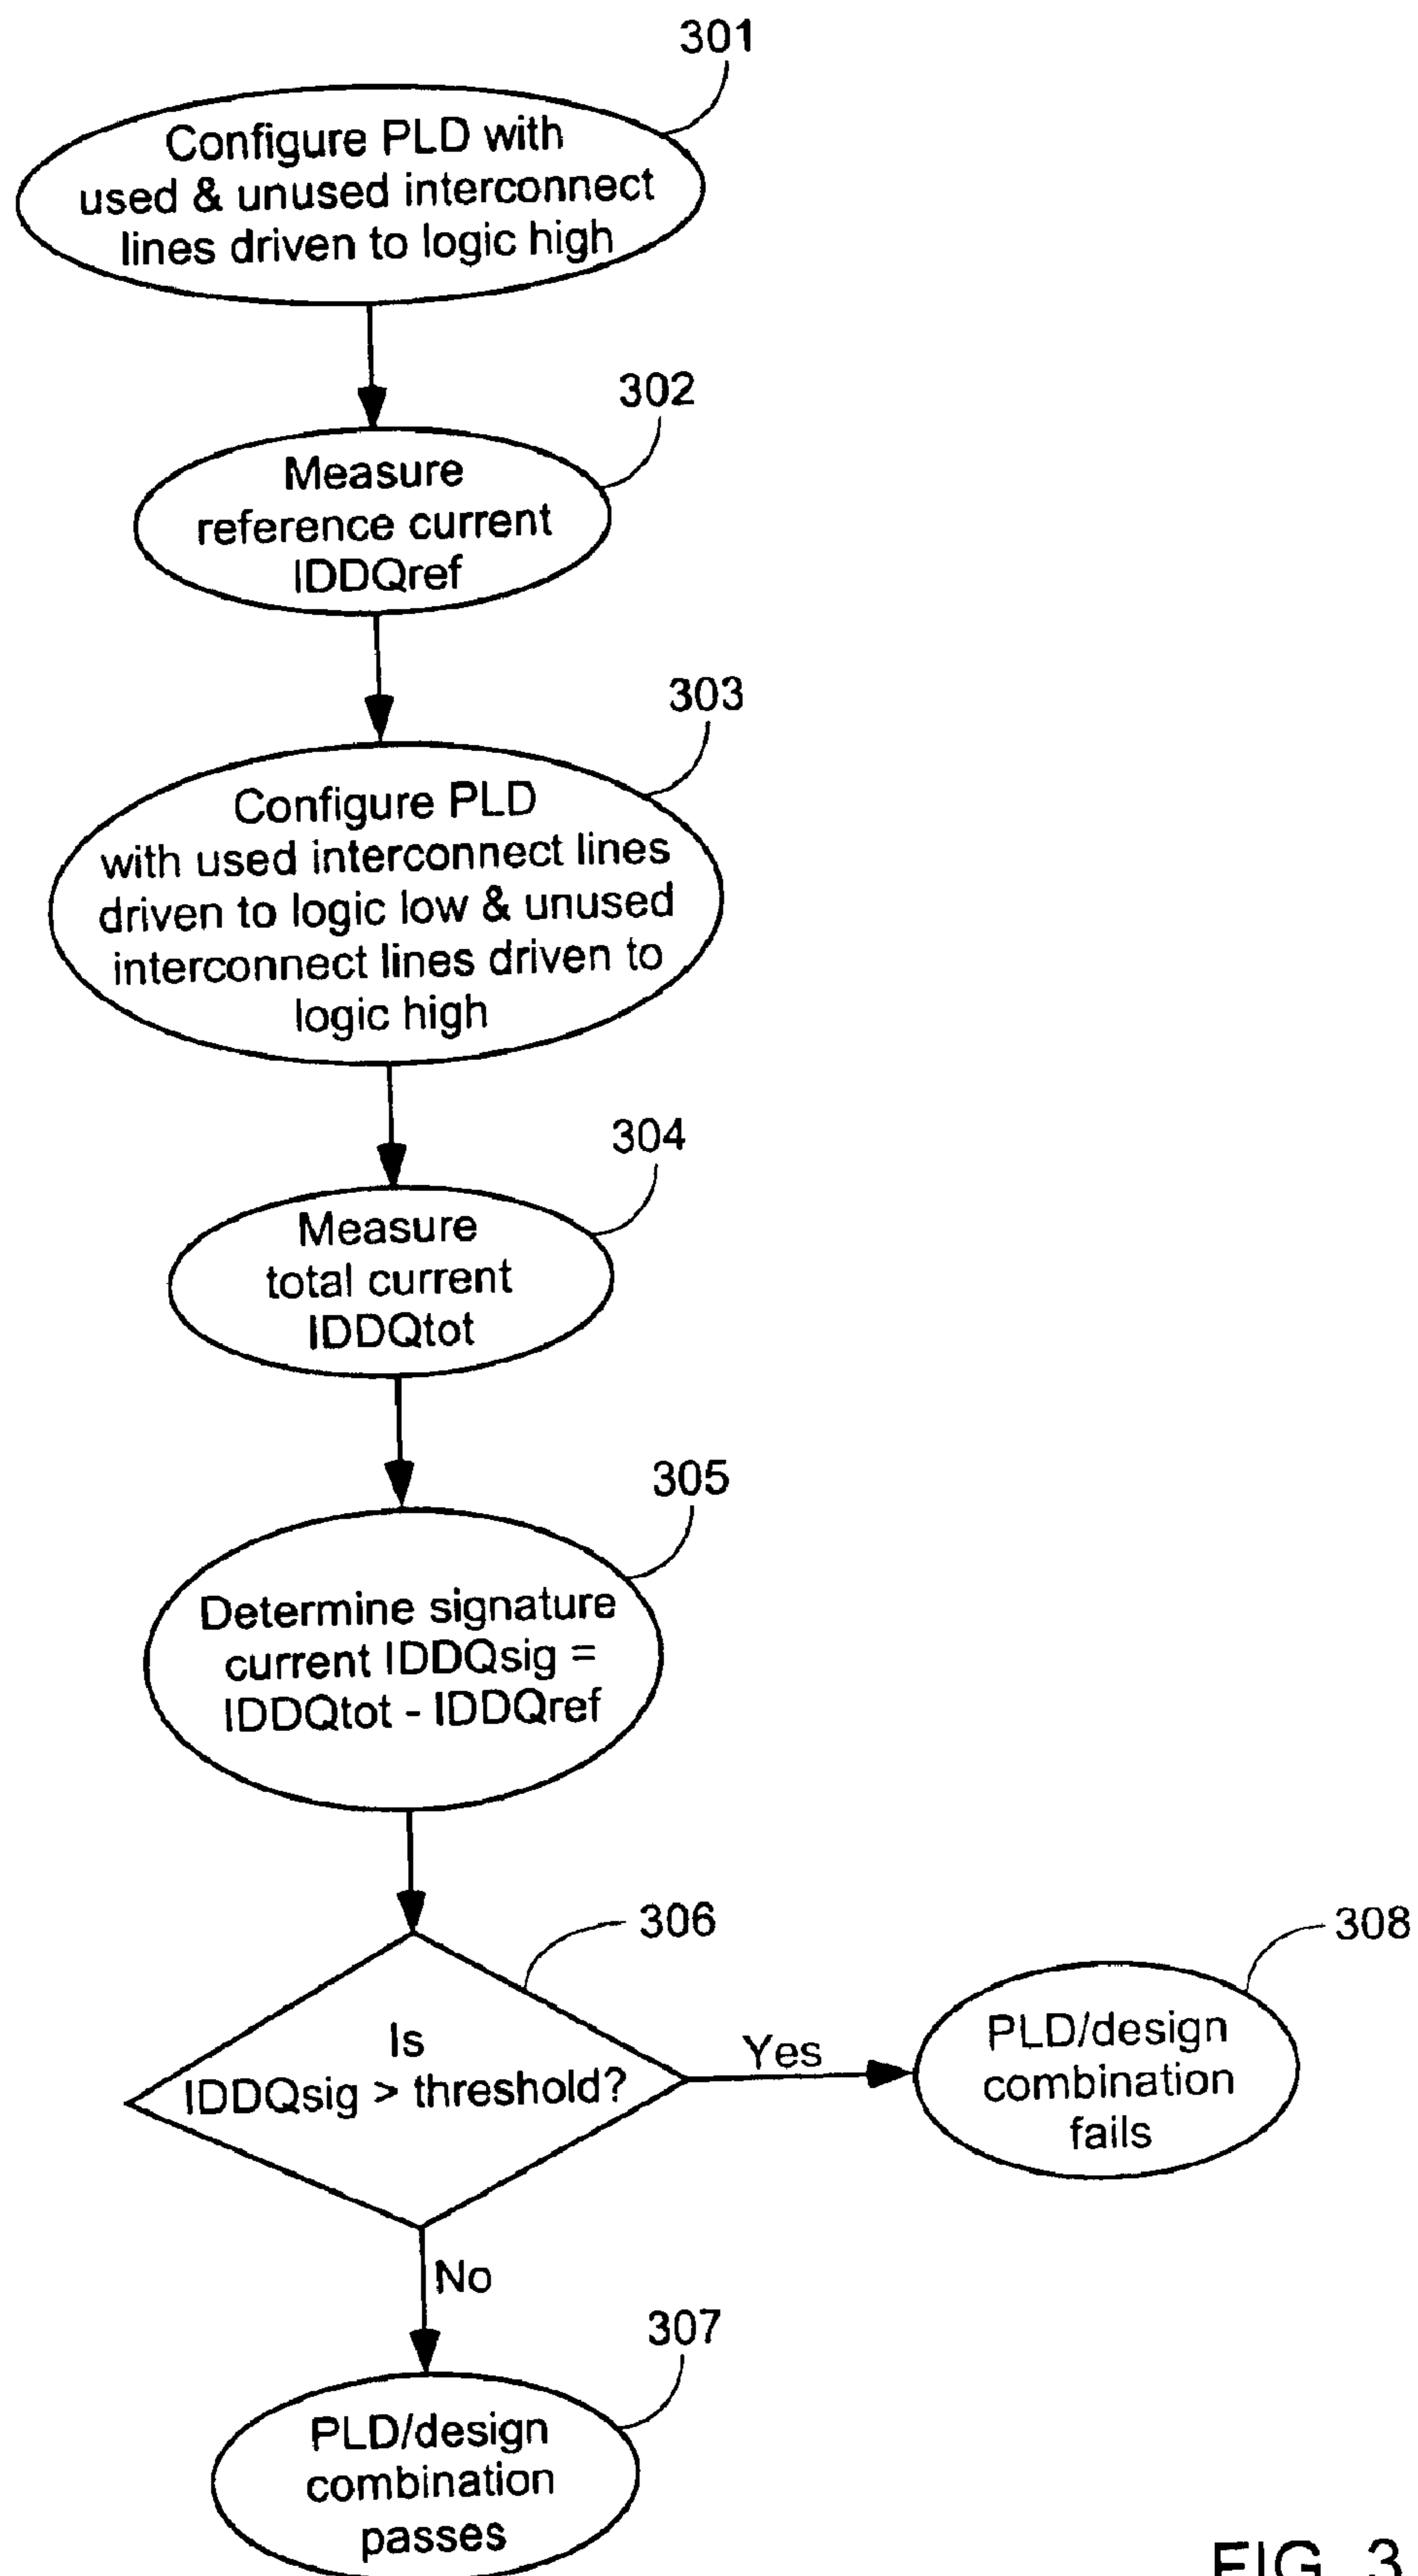 301
Configure PLD with
used & unused interconnect
lines driven to logic high
302
Measure
reference current
IDDQref
303
Configure PLD
with used interconnect lines
driven to logic low & unused
interconnect lines driven to
logic high
304
Measure
total current
IDDQtot
305
Determine signature
current IDDQsig =
IDDQtot - IDDQref
306
Is
IDDQsig > threshold?
Yes
308
PLD/design
combination
fails
No
307
PLD/design
combination
passes
FIG. 3